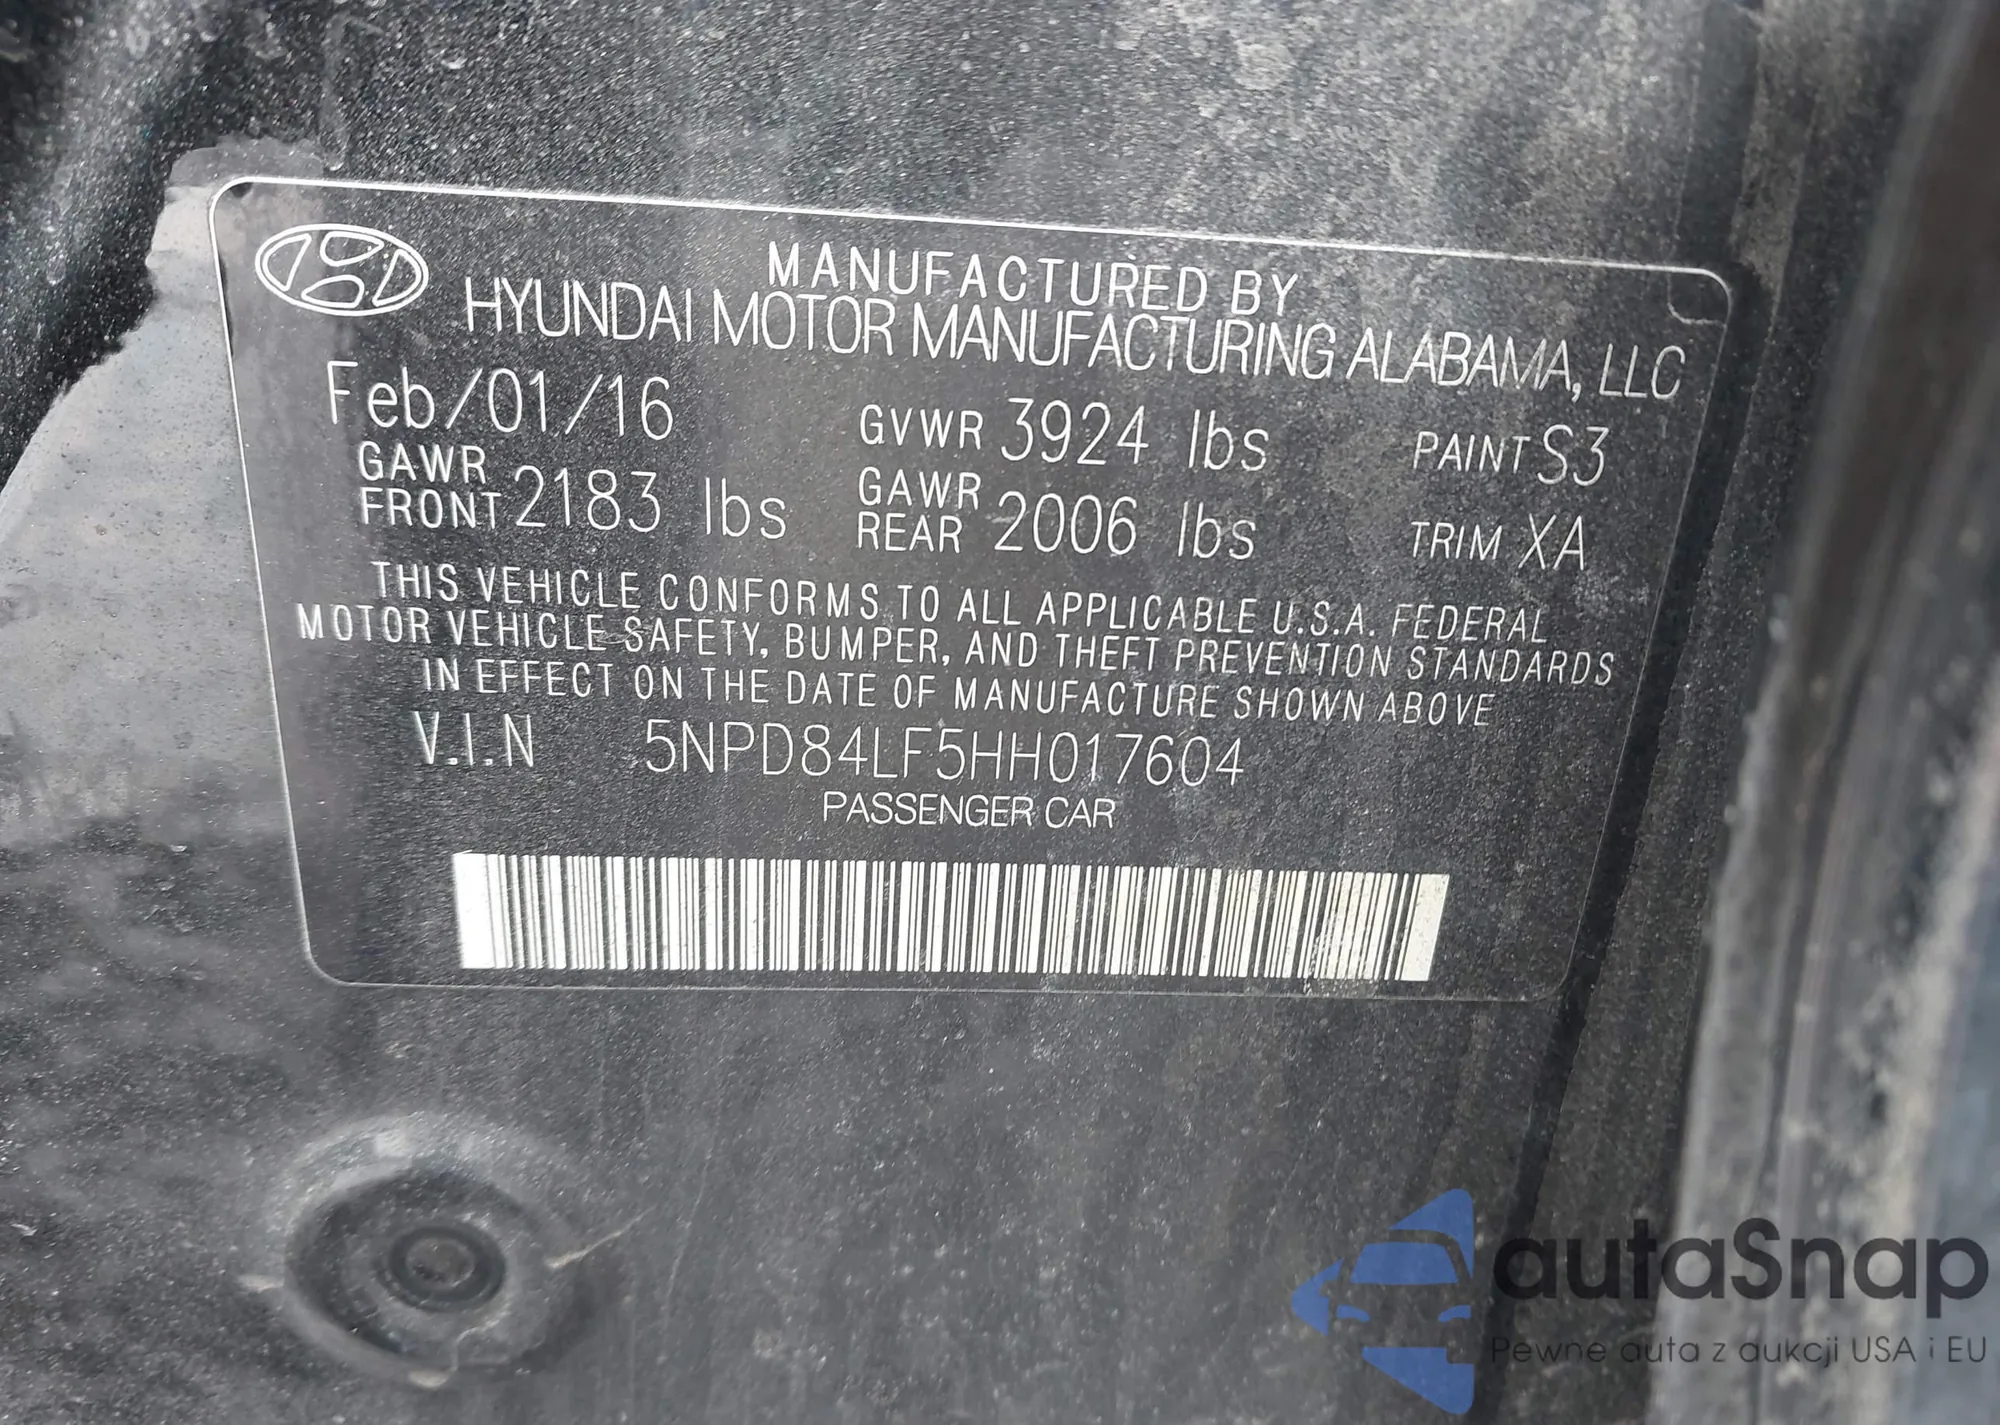 MANUFACTURED BY
HYUNDAI MOTOR MANUFACTURING ALABAMA, LLC
Feb/01/16 GVWR 3924 lbs PAINT S3
GAWR FRONT 2183 lbs GAWR REAR 2006 lbs TRIM XA
THIS VEHICLE CONFORMS TO ALL APPLICABLE U.S.A. FEDERAL
MOTOR VEHICLE SAFETY, BUMPER, AND THEFT PREVENTION STANDARDS
IN EFFECT ON THE DATE OF MANUFACTURE SHOWN ABOVE
V.I.N 5NPD84LF5HH017604
PASSENGER CAR
autaSnap
Pewne auta z aukcji USA i EU